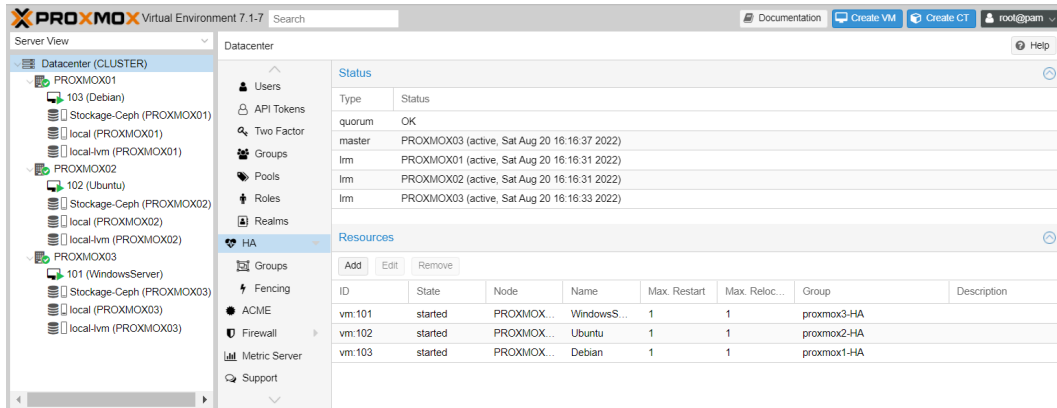 PROXMOX Virtual Environment 7.1-7 Search Documentation Create VM Create CT root@pam
Server View
Datacenter (CLUSTER)
PROXMOX01
103 (Debian)
Stockage-Ceph (PROXMOX01)
local (PROXMOX01)
local-lvm (PROXMOX01)
PROXMOX02
102 (Ubuntu)
Stockage-Ceph (PROXMOX02)
local (PROXMOX02)
local-lvm (PROXMOX02)
PROXMOX03
101 (WindowsServer)
Stockage-Ceph (PROXMOX03)
local (PROXMOX03)
local-lvm (PROXMOX03)
Datacenter Help
Users
API Tokens
Two Factor
Groups
Pools
Roles
Realms
HA
Groups
Fencing
ACME
Firewall
Metric Server
Support
Status
Type Status
quorum OK
master PROXMOX03 (active, Sat Aug 20 16:16:37 2022)
lrm PROXMOX01 (active, Sat Aug 20 16:16:31 2022)
lrm PROXMOX02 (active, Sat Aug 20 16:16:31 2022)
lrm PROXMOX03 (active, Sat Aug 20 16:16:33 2022)
Resources
Add Edit Remove
ID State Node Name Max. Restart Max. Reloc... Group Description
vm:101 started PROXMOX... WindowsS... 1 1 proxmox3-HA
vm:102 started PROXMOX... Ubuntu 1 1 proxmox2-HA
vm:103 started PROXMOX... Debian 1 1 proxmox1-HA